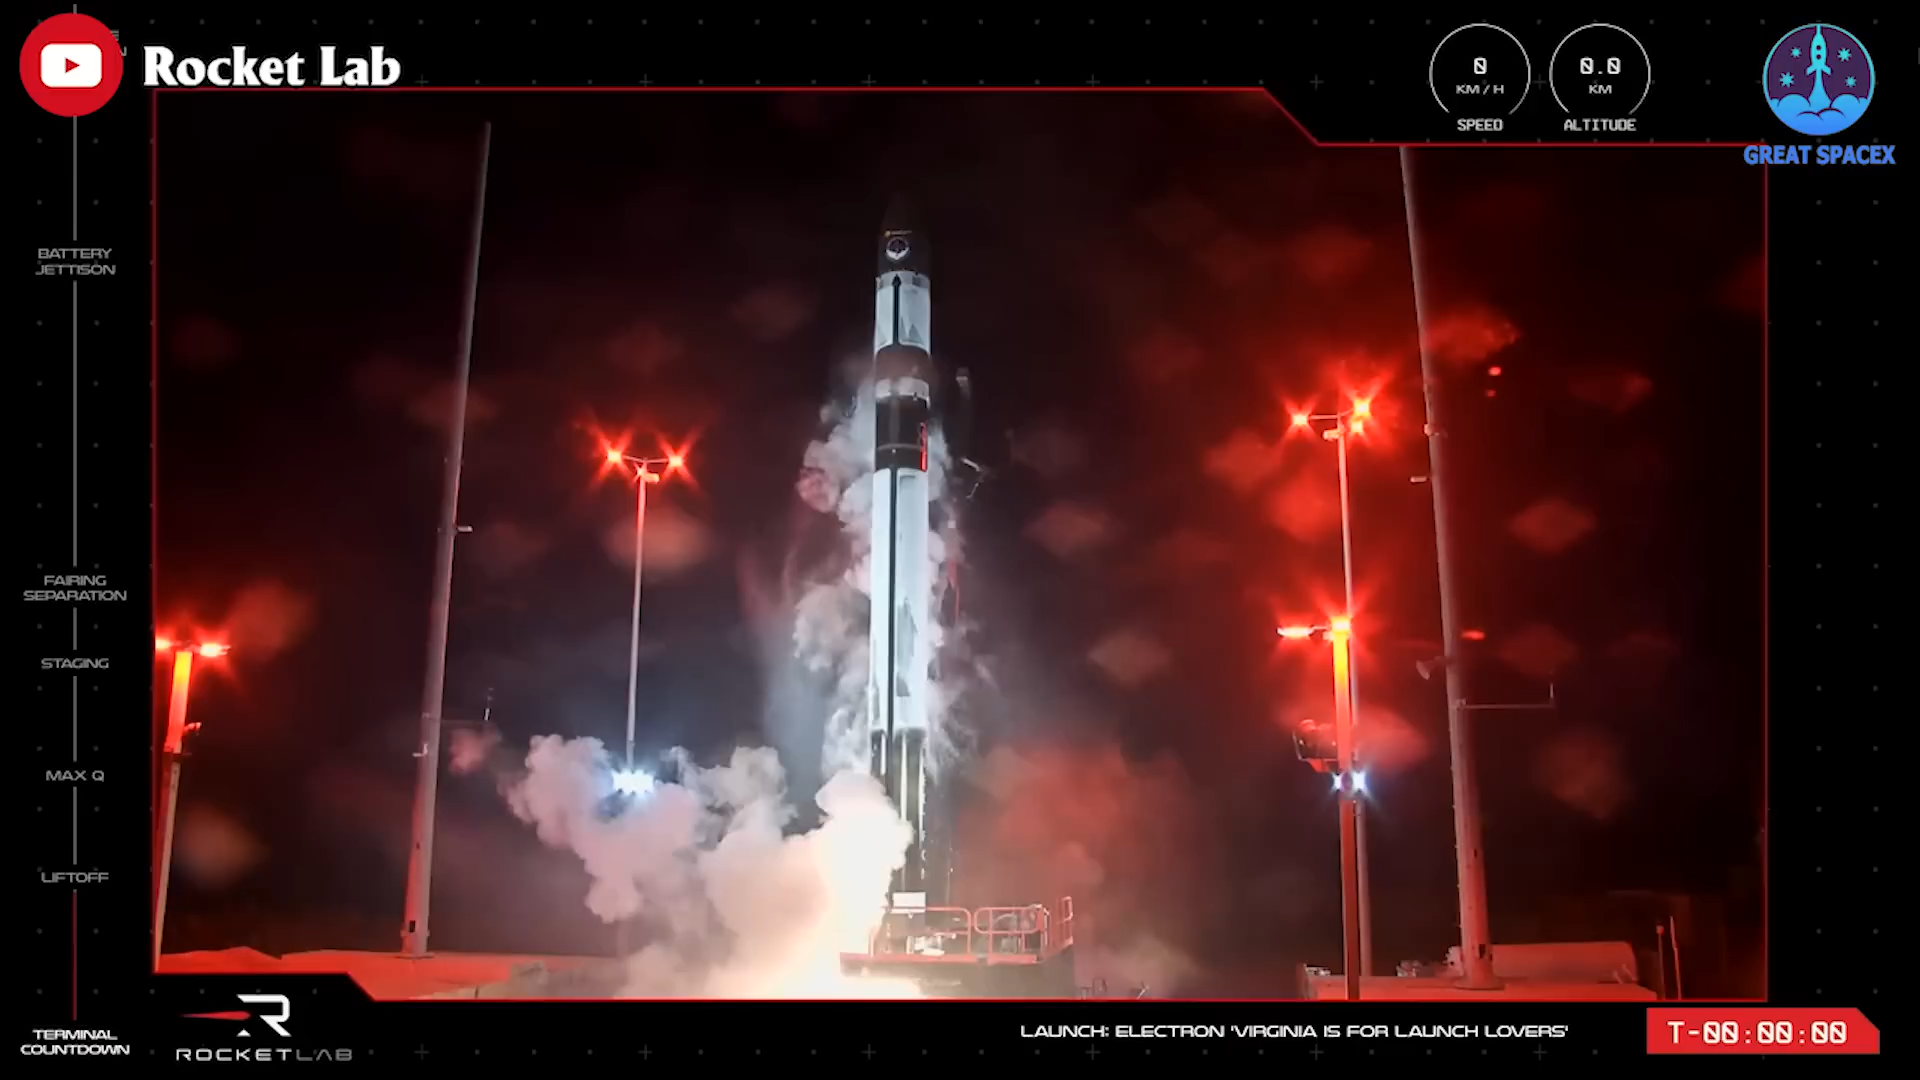 Rocket Lab
0
KM/H
SPEED
0.0
KM
ALTITUDE
GREAT SPACEX
BATTERY
JETTISON
FAIRING
SEPARATION
STAGING
MAX Q
LIFTOFF
TERMINAL
COUNTDOWN
ROCKETLAB
LAUNCH: ELECTRON 'VIRGINIA IS FOR LAUNCH LOVERS'
T-00:00:00